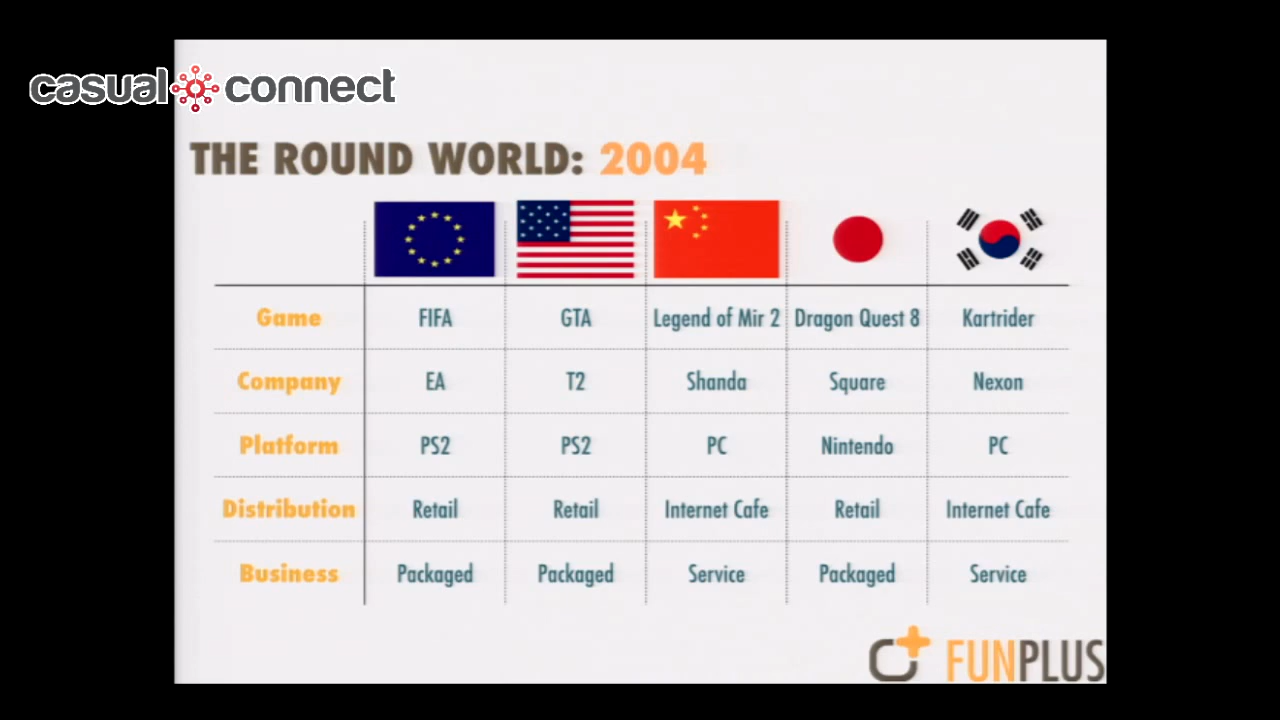 casual connect
THE ROUND WORLD: 2004
Game FIFA GTA Legend of Mir 2 Dragon Quest 8 Kartrider
Company EA T2 Shanda Square Nexon
Platform PS2 PS2 PC Nintendo PC
Distribution Retail Retail Internet Cafe Retail Internet Cafe
Business Packaged Packaged Service Packaged Service
FUNPLUS